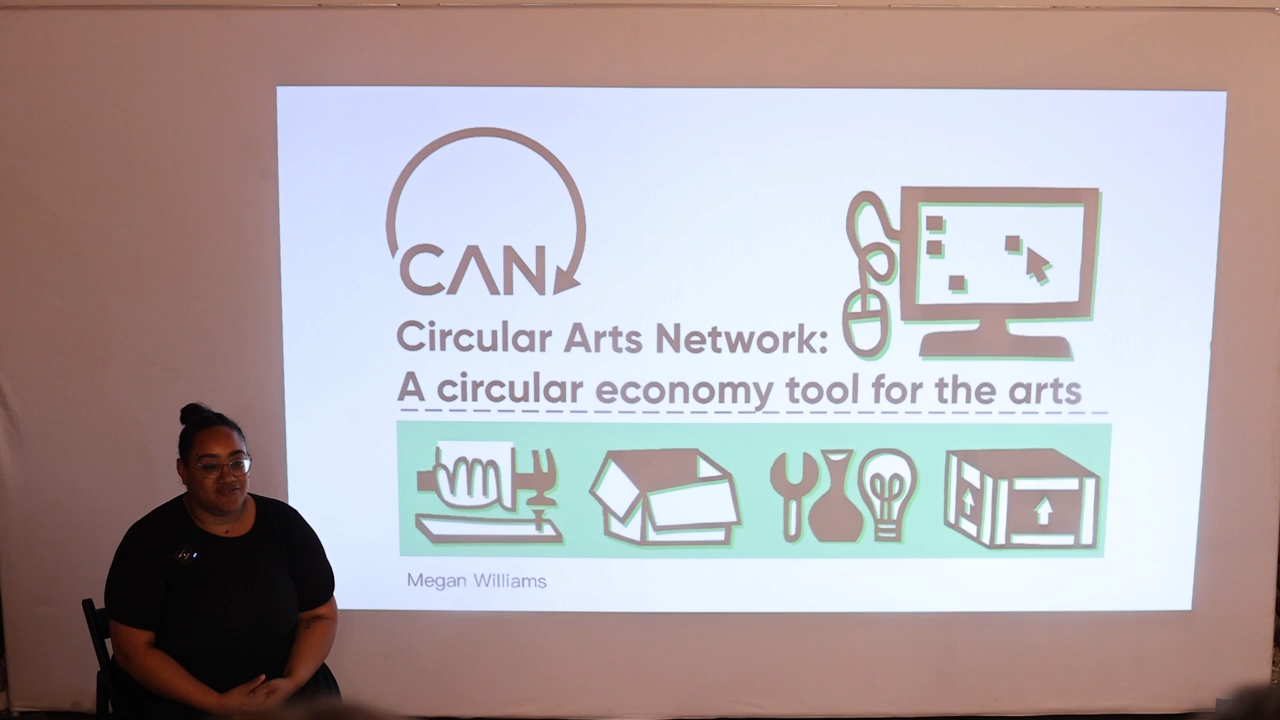 CAN
Circular Arts Network:
A circular economy tool for the arts
Megan Williams